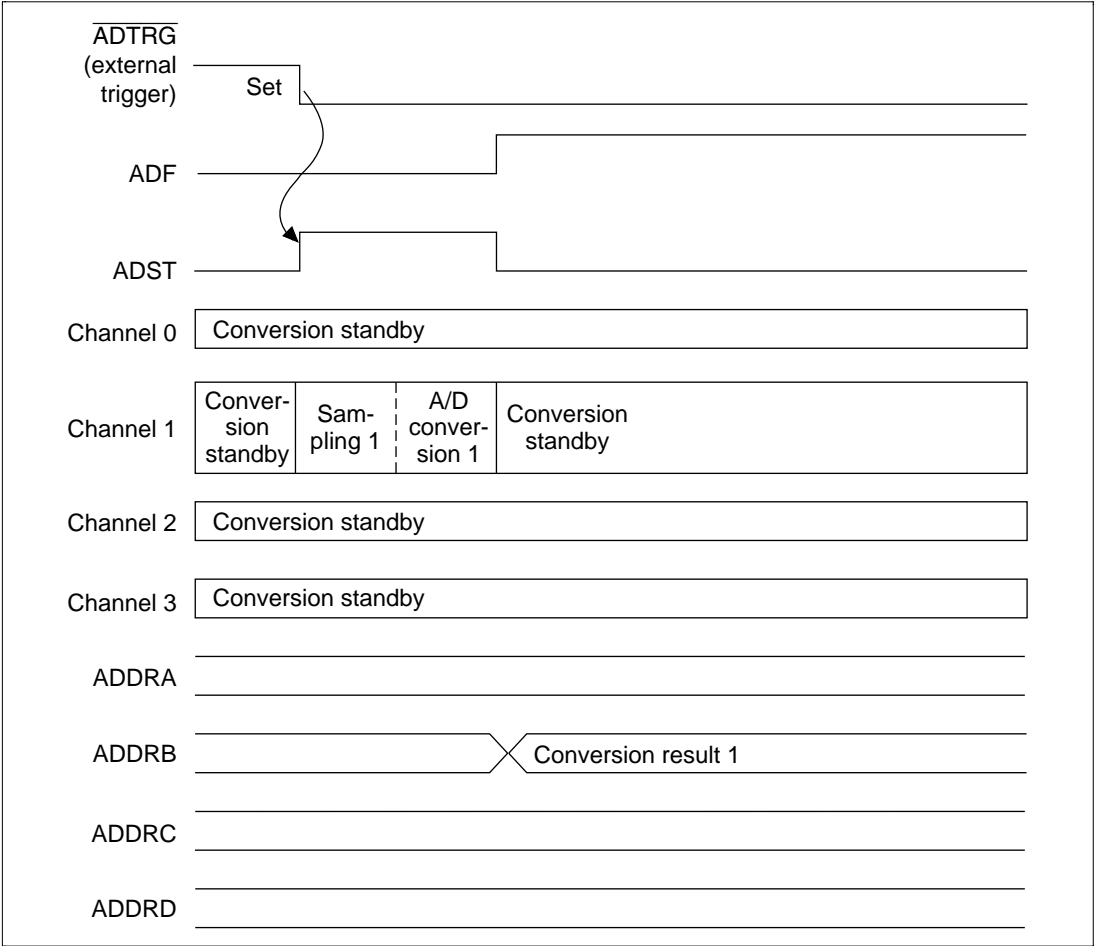 ADTRG
(external
trigger)
Set
ADF
ADST
Channel 0
Conversion standby
Channel 1
Conver-
sion
standby
Sam-
pling 1
A/D
conver-
sion 1
Conversion
standby
Channel 2
Conversion standby
Channel 3
Conversion standby
ADDRA
ADDRB
Conversion result 1
ADDRC
ADDRD